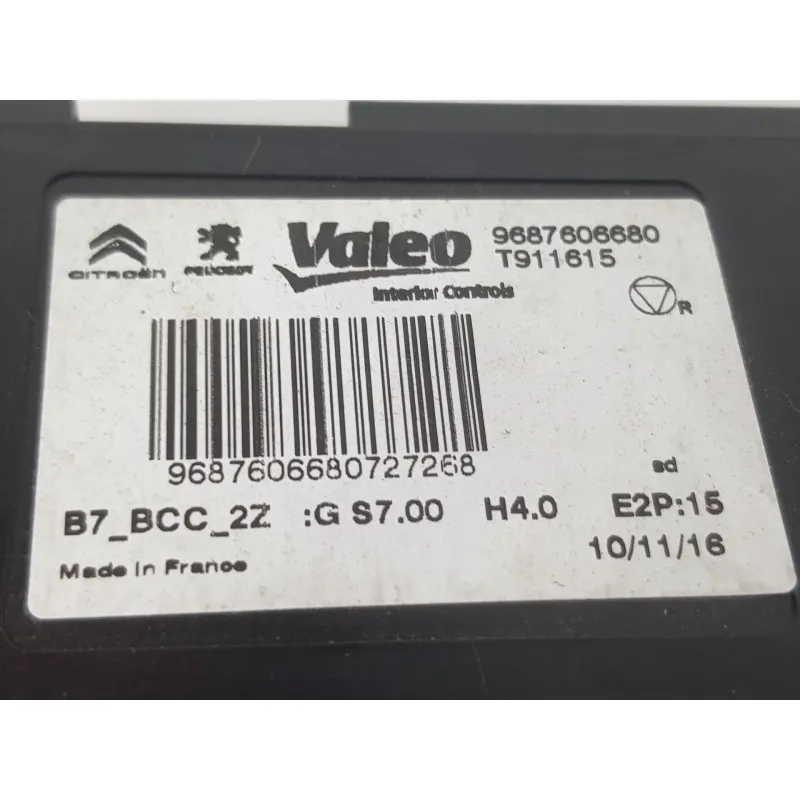 CITROËN PEUGEOT Valeo 9687606680
T911615
Interior Controls
R
9687606680727268
sd
B7_BCC_2Z :G S7.00 H4.0 E2P:15
10/11/16
Made in France